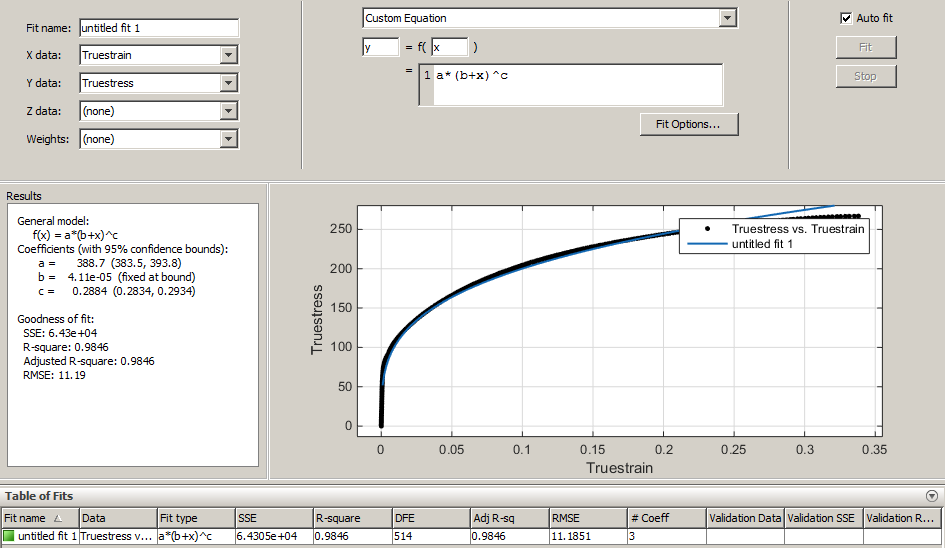 Fit name: untitled fit 1
X data: Truestrain
Y data: Truestress
Z data: (none)
Weights: (none)
Custom Equation
y = f( x )
= 1 a*(b+x)^c
Fit Options...
Auto fit
Fit
Stop
Results
General model:
f(x) = a*(b+x)^c
Coefficients (with 95% confidence bounds):
a = 388.7 (383.5, 393.8)
b = 4.11e-05 (fixed at bound)
c = 0.2884 (0.2834, 0.2934)
Goodness of fit:
SSE: 6.43e+04
R-square: 0.9846
Adjusted R-square: 0.9846
RMSE: 11.19
Truestress
250
200
150
100
50
0
0 0.05 0.1 0.15 0.2 0.25 0.3 0.35
Truestrain
Truestress vs. Truestrain
untitled fit 1
Table of Fits
Fit name Data Fit type SSE R-square DFE Adj R-sq RMSE # Coeff Validation Data Validation SSE Validation R...
untitled fit 1 Truestress v... a*(b+x)^c 6.4305e+04 0.9846 514 0.9846 11.1851 3